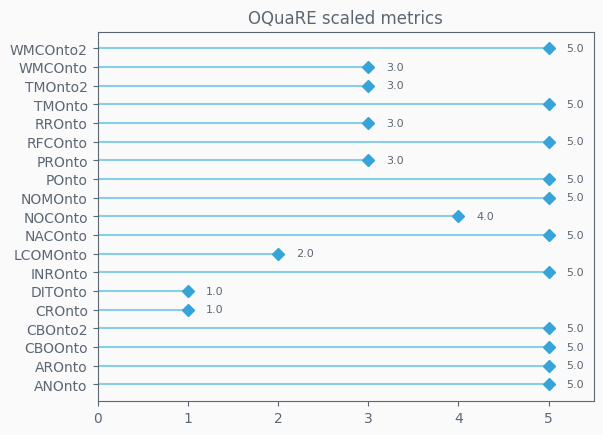 OQuaRE scaled metrics
WMCOnto2 5.0
WMCOnto 3.0
TMOnto2 3.0
TMOnto 5.0
RROnto 3.0
RFCOnto 5.0
PROnto 3.0
POnto 5.0
NOMOnto 5.0
NOCOnto 4.0
NACOnto 5.0
LCOMOnto 2.0
INROnto 5.0
DITOnto 1.0
CROnto 1.0
CBOnto2 5.0
CBOOnto 5.0
AROnto 5.0
ANOnto 5.0
0 1 2 3 4 5